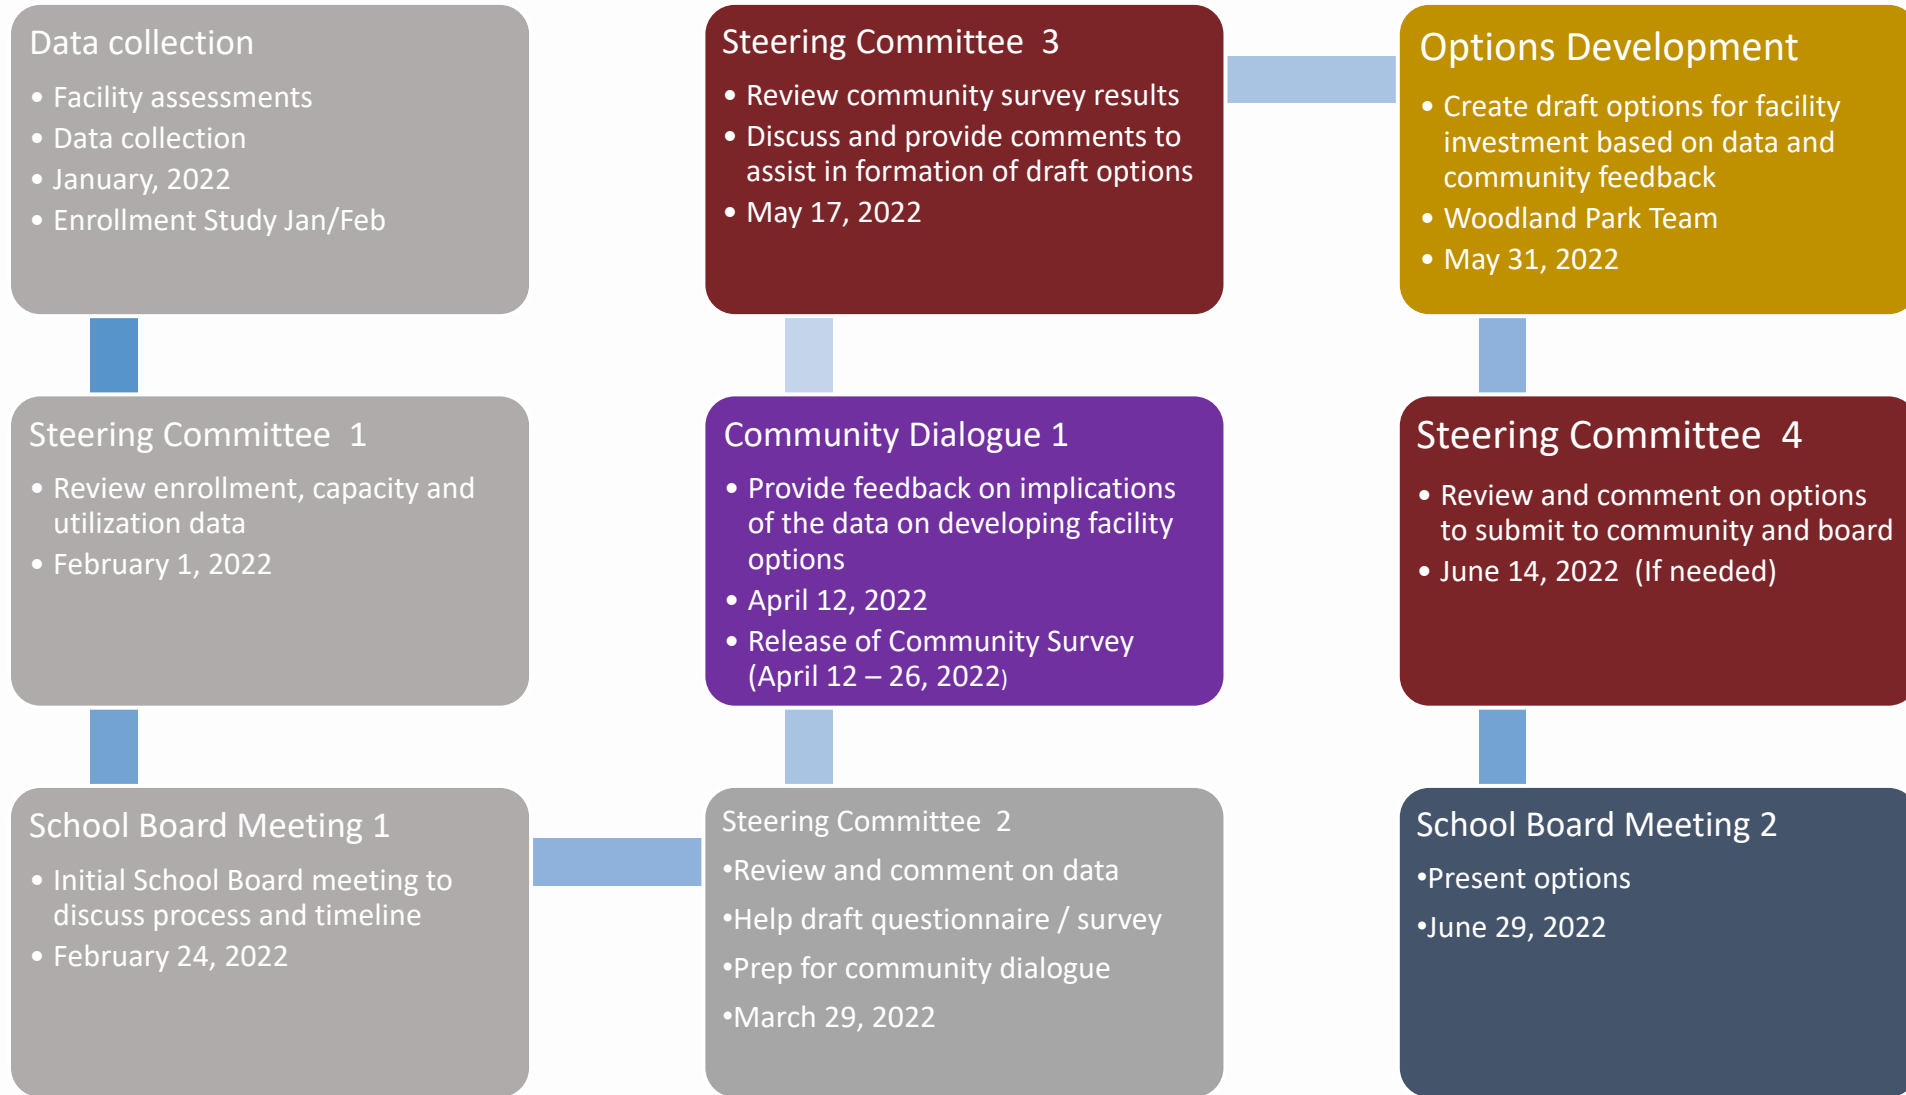 Data collection
• Facility assessments
• Data collection
• January, 2022
• Enrollment Study Jan/Feb
Steering Committee 1
• Review enrollment, capacity and
utilization data
• February 1, 2022
School Board Meeting 1
• Initial School Board meeting to
discuss process and timeline
• February 24, 2022
Steering Committee 2
•Review and comment on data
•Help draft questionnaire / survey
•Prep for community dialogue
•March 29, 2022
Community Dialogue 1
• Provide feedback on implications
of the data on developing facility
options
• April 12, 2022
• Release of Community Survey
(April 12 – 26, 2022)
Steering Committee 3
• Review community survey results
• Discuss and provide comments to
assist in formation of draft options
• May 17, 2022
Options Development
• Create draft options for facility
investment based on data and
community feedback
• Woodland Park Team
• May 31, 2022
Steering Committee 4
• Review and comment on options
to submit to community and board
• June 14, 2022 (If needed)
School Board Meeting 2
•Present options
•June 29, 2022